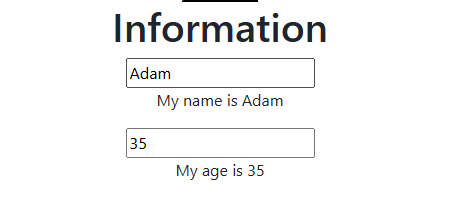 Information
Adam
My name is Adam
35
My age is 35